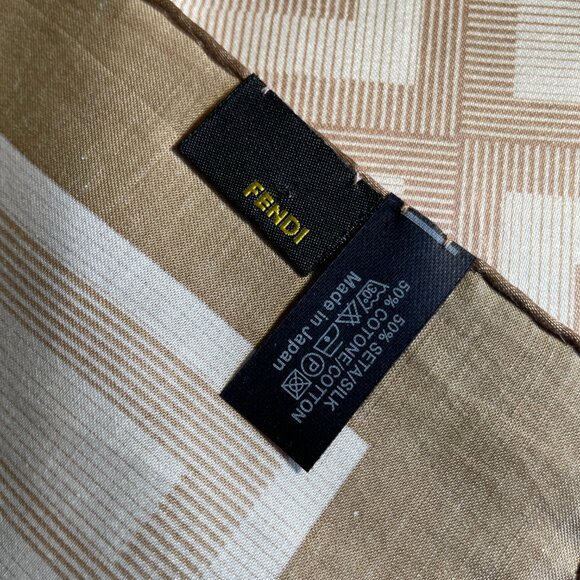 FENDI
50% SETA/SILK
50% COTONE/COTTON
30°
P
Made in Japan